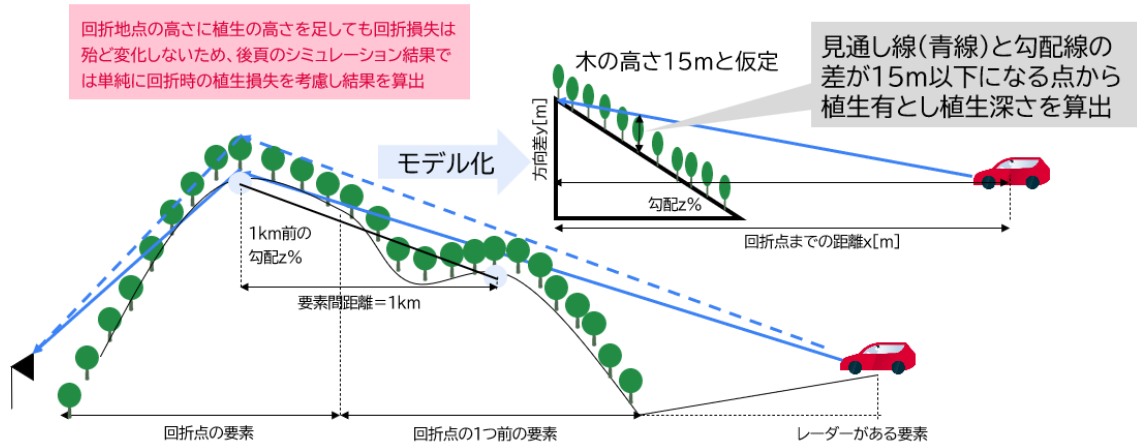 回折地点の高さに植生の高さを足しても回折損失は
殆ど変化しないため、後頁のシミュレーション結果で
は単純に回折時の植生損失を考慮し結果を算出
木の高さ15mと仮定
見通し線(青線)と勾配線の
差が15m以下になる点から
植生有とし植生深さを算出
モデル化
方向差y[m]
勾配z%
回折点までの距離x[m]
1km前の
勾配z%
要素間距離=1km
回折点の要素
回折点の1つ前の要素
レーダーがある要素